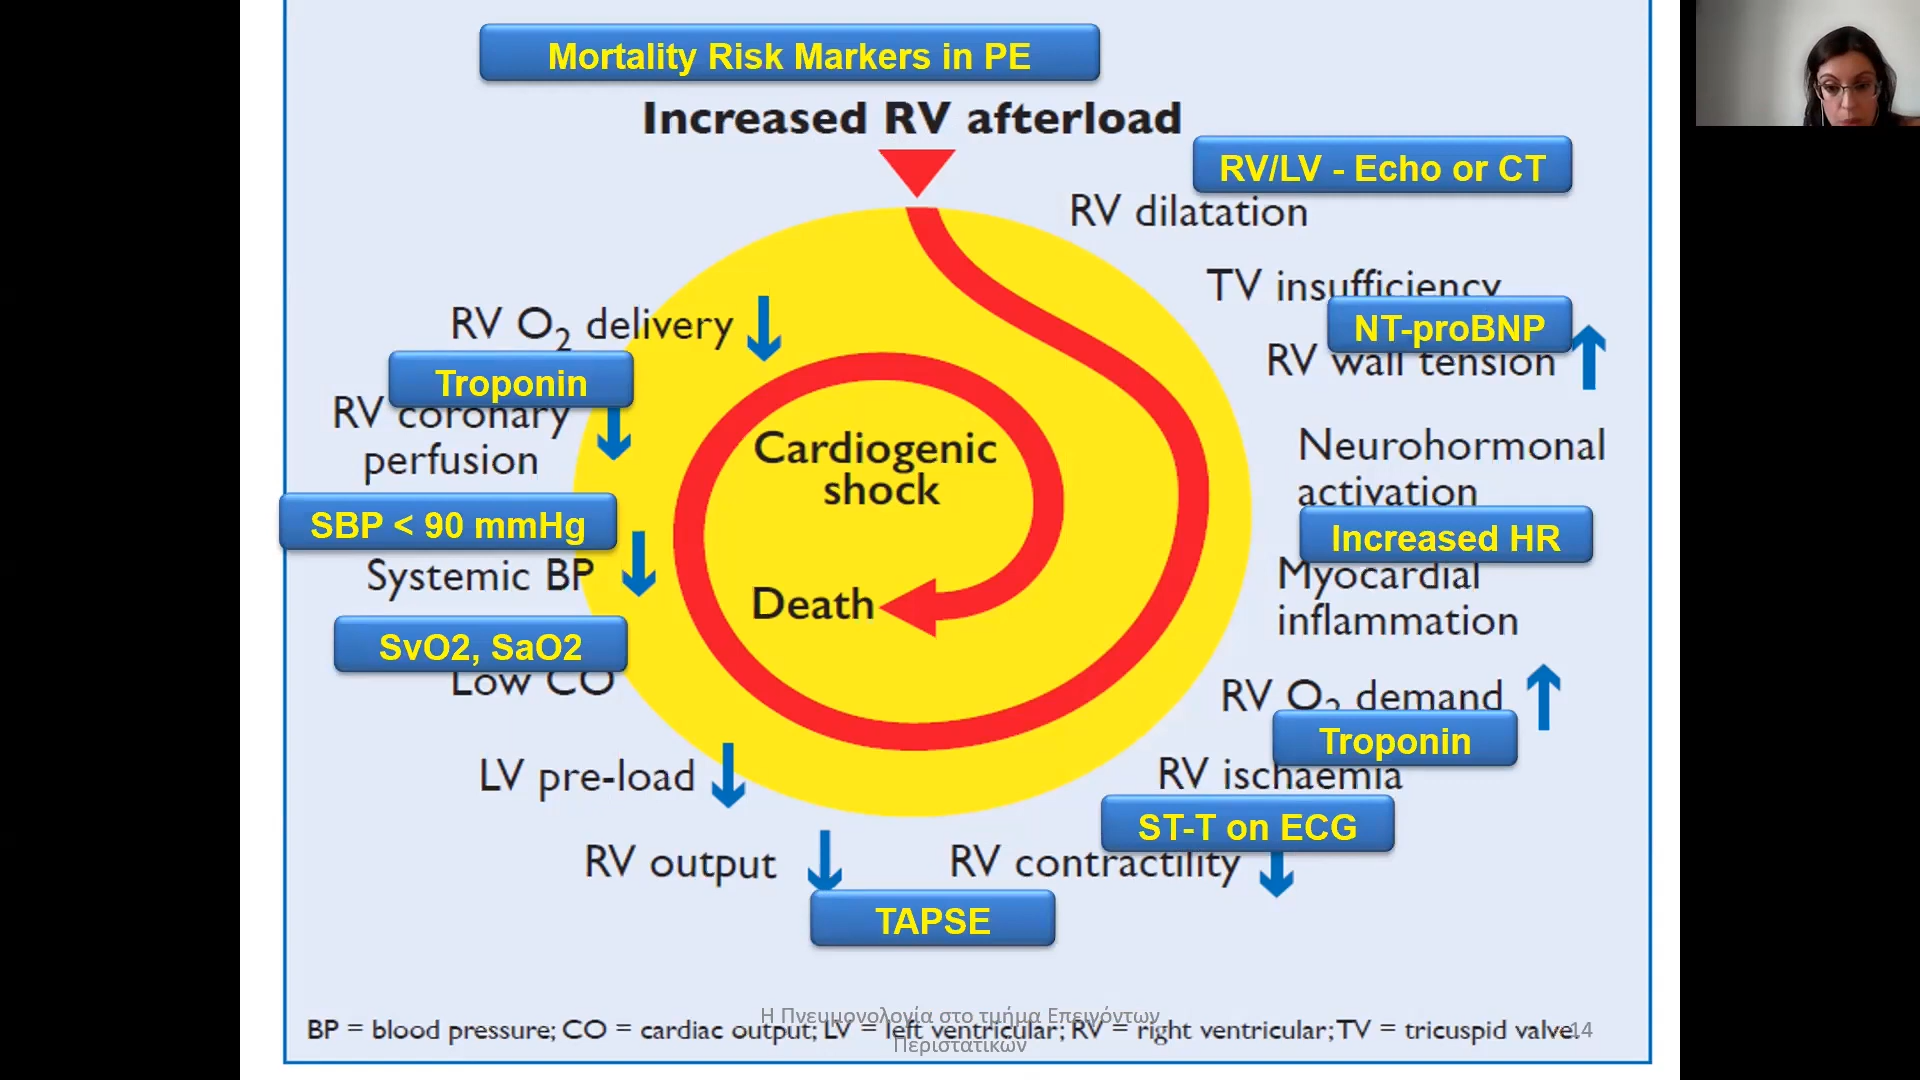 Mortality Risk Markers in PE
Increased RV afterload
RV/LV - Echo or CT
RV dilatation
TV insufficiency
NT-proBNP
RV wall tension
Neurohormonal
activation
Increased HR
Myocardial
inflammation
RV O2 demand
Troponin
RV ischaemia
ST-T on ECG
RV contractility
TAPSE
RV output
LV pre-load
Low CO
SvO2, SaO2
Systemic BP
SBP < 90 mmHg
RV coronary
perfusion
Troponin
RV O2 delivery
Cardiogenic
shock
Death
Η Πνευμονολογία στο τμήμα Επειγόντων
Περιστατικών
BP = blood pressure; CO = cardiac output; LV = left ventricular; RV = right ventricular; TV = tricuspid valve.
14